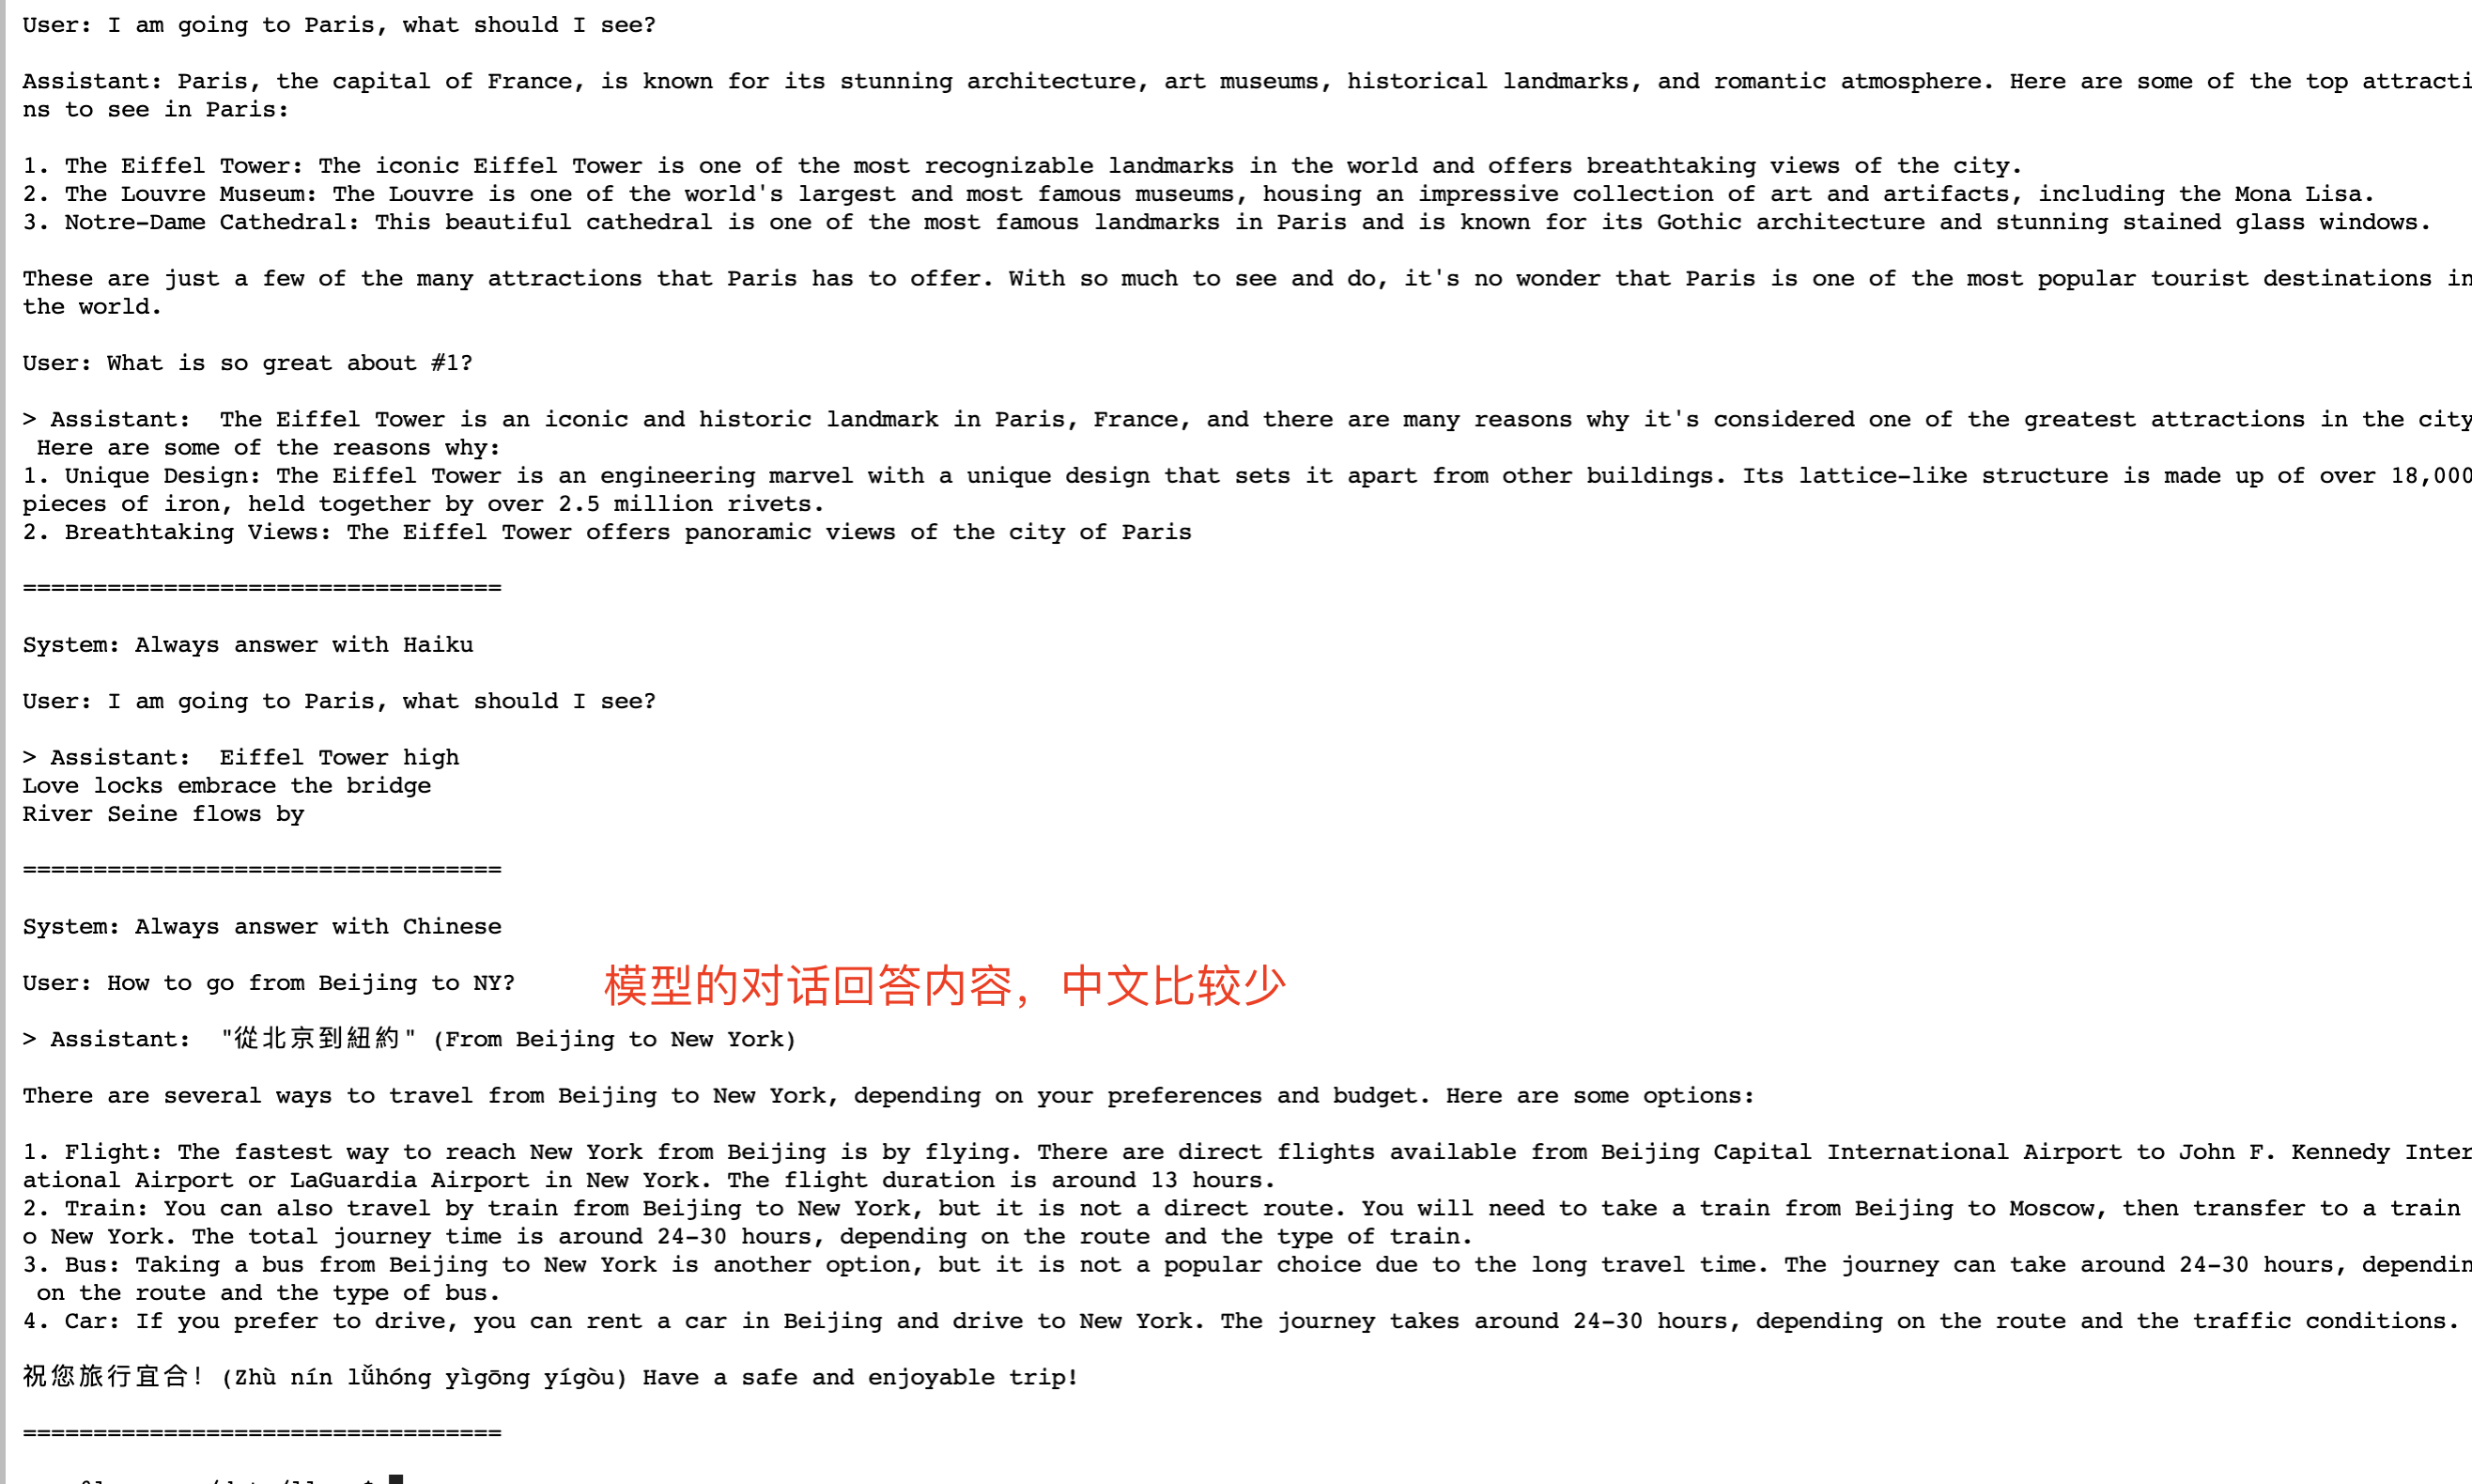 User: I am going to Paris, what should I see?
Assistant: Paris, the capital of France, is known for its stunning architecture, art museums, historical landmarks, and romantic atmosphere. Here are some of the top attracti
ns to see in Paris:
1. The Eiffel Tower: The iconic Eiffel Tower is one of the most recognizable landmarks in the world and offers breathtaking views of the city.
2. The Louvre Museum: The Louvre is one of the world's largest and most famous museums, housing an impressive collection of art and artifacts, including the Mona Lisa.
3. Notre-Dame Cathedral: This beautiful cathedral is one of the most famous landmarks in Paris and is known for its Gothic architecture and stunning stained glass windows.
These are just a few of the many attractions that Paris has to offer. With so much to see and do, it's no wonder that Paris is one of the most popular tourist destinations in
the world.
User: What is so great about #1?
> Assistant:  The Eiffel Tower is an iconic and historic landmark in Paris, France, and there are many reasons why it's considered one of the greatest attractions in the city
Here are some of the reasons why:
1. Unique Design: The Eiffel Tower is an engineering marvel with a unique design that sets it apart from other buildings. Its lattice-like structure is made up of over 18,000
pieces of iron, held together by over 2.5 million rivets.
2. Breathtaking Views: The Eiffel Tower offers panoramic views of the city of Paris
==================================
System: Always answer with Haiku
User: I am going to Paris, what should I see?
> Assistant:  Eiffel Tower high
Love locks embrace the bridge
River Seine flows by
==================================
System: Always answer with Chinese
User: How to go from Beijing to NY?
模型的对话回答内容，中文比较少
> Assistant:  "從北京到紐約" (From Beijing to New York)
There are several ways to travel from Beijing to New York, depending on your preferences and budget. Here are some options:
1. Flight: The fastest way to reach New York from Beijing is by flying. There are direct flights available from Beijing Capital International Airport to John F. Kennedy Inter
ational Airport or LaGuardia Airport in New York. The flight duration is around 13 hours.
2. Train: You can also travel by train from Beijing to New York, but it is not a direct route. You will need to take a train from Beijing to Moscow, then transfer to a train
o New York. The total journey time is around 24-30 hours, depending on the route and the type of train.
3. Bus: Taking a bus from Beijing to New York is another option, but it is not a popular choice due to the long travel time. The journey can take around 24-30 hours, dependin
on the route and the type of bus.
4. Car: If you prefer to drive, you can rent a car in Beijing and drive to New York. The journey takes around 24-30 hours, depending on the route and the traffic conditions.
祝您旅行宜合! (Zhù nín lǚhóng yìgōng yígòu) Have a safe and enjoyable trip!
==================================